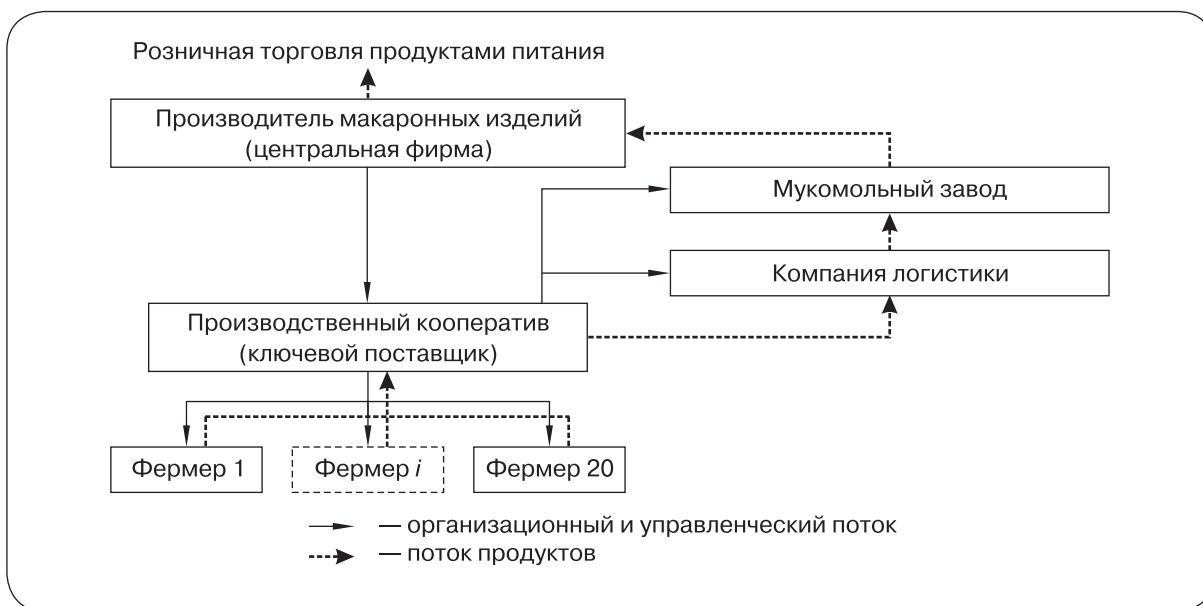 Розничная торговля продуктами питания
Производитель макаронных изделий
(центральная фирма)
Мукомольный завод
Компания логистики
Производственный кооператив
(ключевой поставщик)
Фермер 1
Фермер i
Фермер 20
— организационный и управленческий поток
— поток продуктов